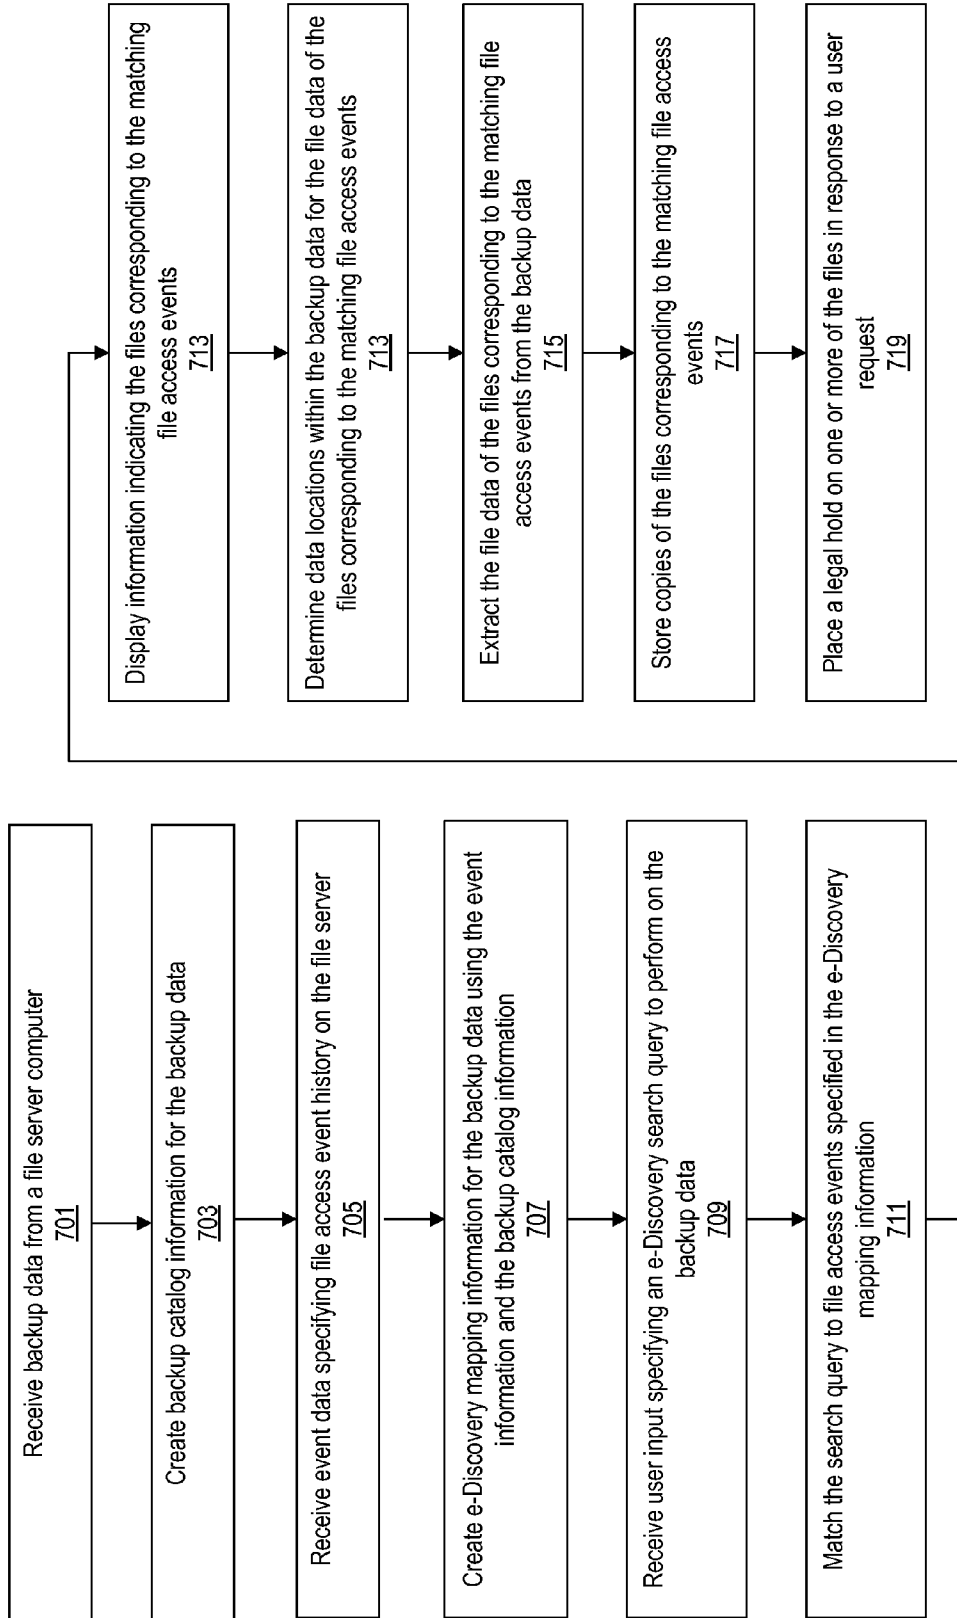 Receive backup data from a file server computer
701
Create backup catalog information for the backup data
703
Receive event data specifying file access event history on the file server
705
Create e-Discovery mapping information for the backup data using the event
information and the backup catalog information
707
Receive user input specifying an e-Discovery search query to perform on the
backup data
709
Match the search query to file access events specified in the e-Discovery
mapping information
711
Display information indicating the files corresponding to the matching
file access events
713
Determine data locations within the backup data for the file data of the
files corresponding to the matching file access events
713
Extract the file data of the files corresponding to the matching file
access events from the backup data
715
Store copies of the files corresponding to the matching file access
events
717
Place a legal hold on one or more of the files in response to a user
request
719